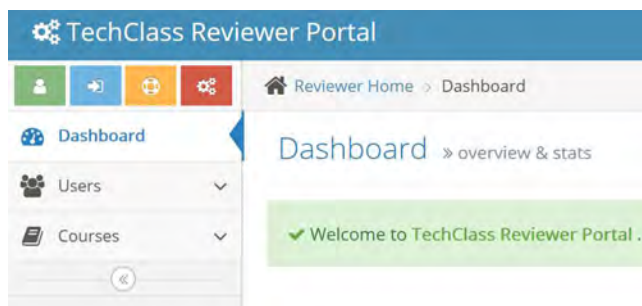 TechClass Reviewer Portal
Reviewer Home > Dashboard
Dashboard
Users
Courses
Dashboard » overview & stats
Welcome to TechClass Reviewer Portal .